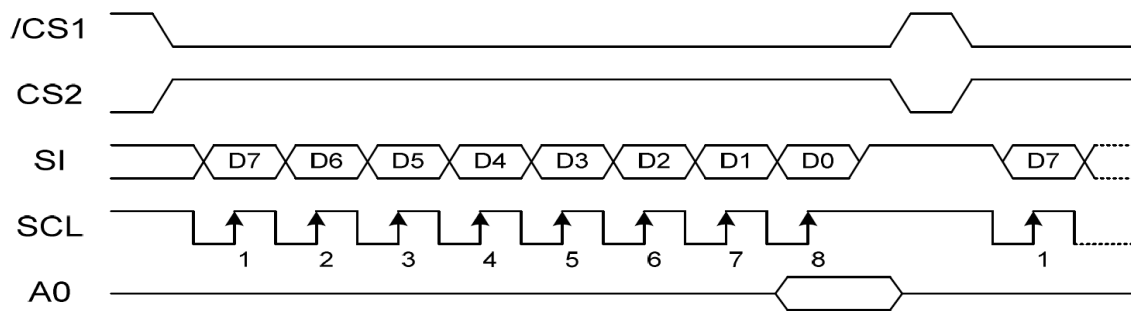 /CS1
CS2
SI D7 D6 D5 D4 D3 D2 D1 D0 D7
SCL
1 2 3 4 5 6 7 8 1
A0